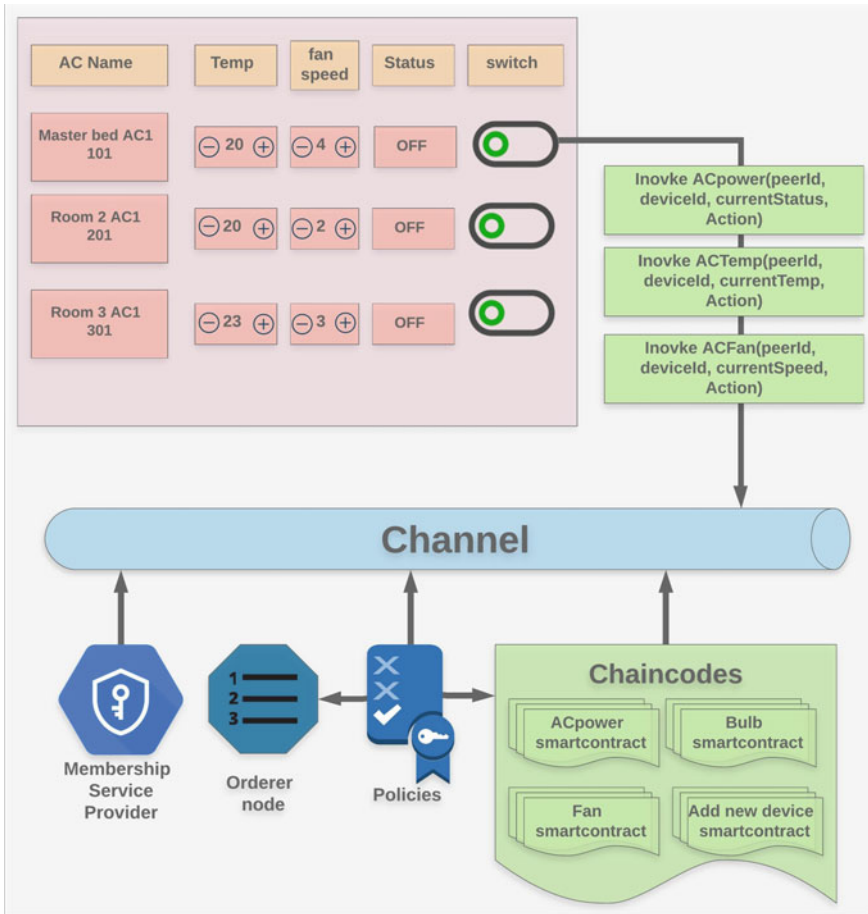 AC Name
Temp
fan
speed
Status
switch
Master bed AC1
101
20
4
OFF
Room 2 AC1
201
20
2
OFF
Room 3 AC1
301
23
3
OFF
Inovke ACpower(peerId,
deviceId, currentStatus,
Action)
Inovke ACTemp(peerId,
deviceId, currentTemp,
Action)
Inovke ACFan(peerId,
deviceId, currentSpeed,
Action)
Channel
Membership
Service
Provider
1
2
3
Orderer
node
Policies
Chaincodes
ACpower
smartcontract
Bulb
smartcontract
Fan
smartcontract
Add new device
smartcontract